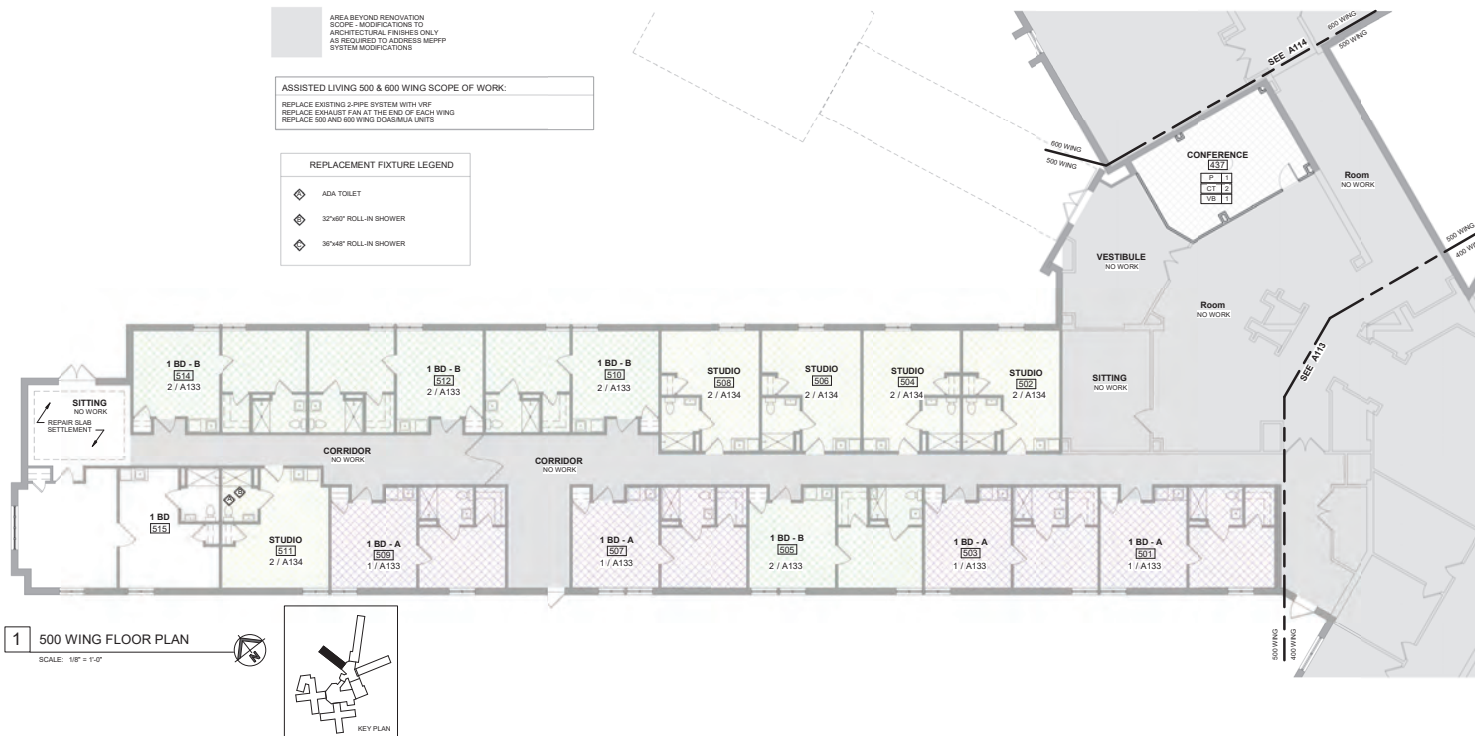 AREA BEYOND RENOVATION
SCOPE - MODIFICATIONS TO
ARCHITECTURAL FINISHES ONLY
AS REQUIRED TO ADDRESS MEPFP
SYSTEM MODIFICATIONS
ASSISTED LIVING 500 & 600 WING SCOPE OF WORK:
REPLACE EXISTING 2-PIPE SYSTEM WITH VRF
REPLACE EXHAUST FAN AT THE END OF EACH WING
REPLACE 500 AND 600 WING DOAS/MUA UNITS
REPLACEMENT FIXTURE LEGEND
A ADA TOILET
B 32"x60" ROLL-IN SHOWER
C 36"x48" ROLL-IN SHOWER
600 WING
500 WING
SEE A114
600 WING
500 WING
CONFERENCE
437
P 1
CT 2
VB 1
Room
NO WORK
500 WING
400 WI
VESTIBULE
NO WORK
Room
NO WORK
SEE A113
SITTING
NO WORK
1 BD - B
514
2 / A133
1 BD - B
512
2 / A133
1 BD - B
510
2 / A133
STUDIO
508
2 / A134
STUDIO
506
2 / A134
STUDIO
504
2 / A134
STUDIO
502
2 / A134
SITTING
NO WORK
REPAIR SLAB
SETTLEMENT
CORRIDOR
NO WORK
CORRIDOR
NO WORK
1 BD
515
A
B
STUDIO
511
2 / A134
1 BD - A
509
1 / A133
1 BD - A
507
1 / A133
1 BD - B
505
2 / A133
1 BD - A
503
1 / A133
1 BD - A
501
1 / A133
500 WING
400 WING
1 500 WING FLOOR PLAN
SCALE: 1/8" = 1'-0"
N
KEY PLAN